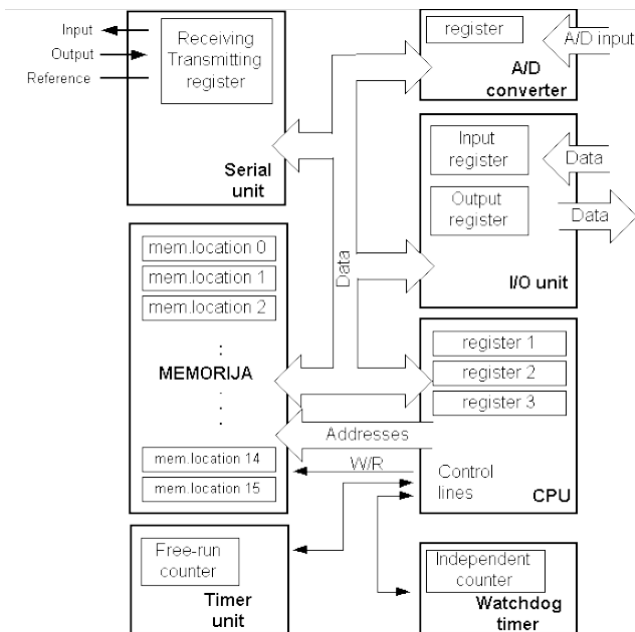 Input
Output
Reference
Receiving
Transmitting
register
Serial
unit
register
A/D input
A/D
converter
Input
register
Data
Output
register
Data
I/O unit
mem.location 0
mem.location 1
mem.location 2
MEMORIJA
mem.location 14
mem.location 15
Data
register 1
register 2
register 3
Addresses
W/R
Control
lines
CPU
Free-run
counter
Timer
unit
Independent
counter
Watchdog
timer